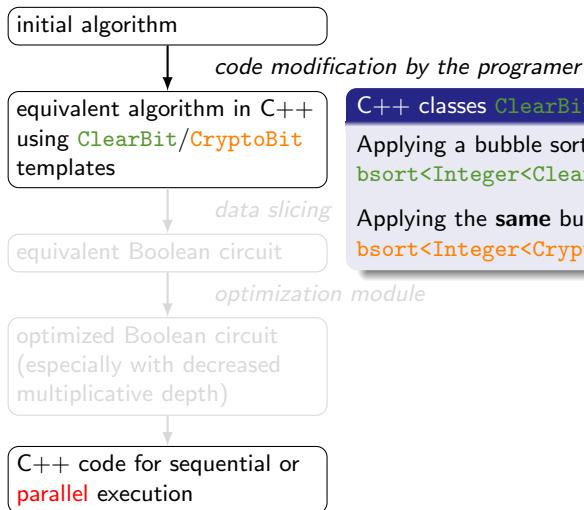 initial algorithm
code modification by the programer
equivalent algorithm in C++
using ClearBit/CryptoBit
templates
C++ classes ClearBit
Applying a bubble sort
bsort<Integer<Clear
Applying the same bu
bsort<Integer<Crypt
data slicing
equivalent Boolean circuit
optimization module
optimized Boolean circuit
(especially with decreased
multiplicative depth)
C++ code for sequential or
parallel execution